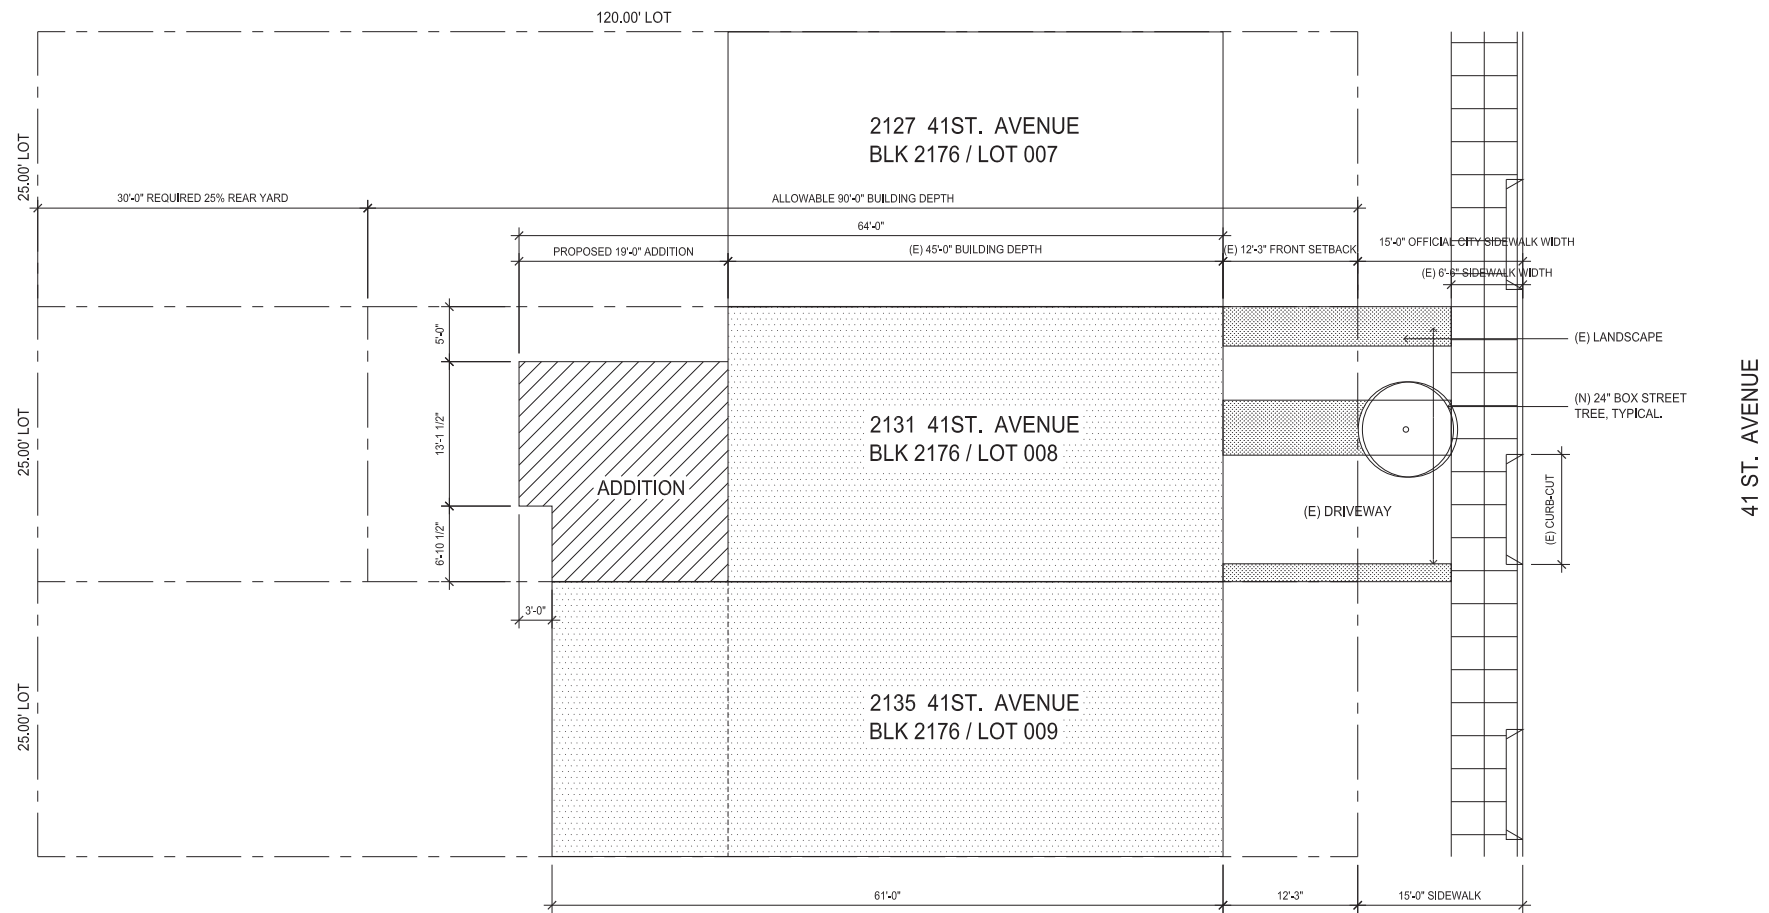 120.00' LOT
25.00' LOT
2127 41ST. AVENUE
BLK 2176 / LOT 007
30'-0" REQUIRED 25% REAR YARD
ALLOWABLE 90'-0" BUILDING DEPTH
64'-0"
PROPOSED 19'-0" ADDITION
(E) 45'-0" BUILDING DEPTH
(E) 12'-3" FRONT SETBACK
15'-0" OFFICIAL CITY SIDEWALK WIDTH
(E) 6'-6" SIDEWALK WIDTH
5'-0"
(E) LANDSCAPE
25.00' LOT
13'-1 1/2"
2131 41ST. AVENUE
BLK 2176 / LOT 008
(N) 24" BOX STREET
TREE, TYPICAL.
41 ST. AVENUE
ADDITION
(E) DRIVEWAY
(E) CURB-CUT
6'-10 1/2"
3'-0"
25.00' LOT
2135 41ST. AVENUE
BLK 2176 / LOT 009
61'-0"
12'-3"
15'-0" SIDEWALK